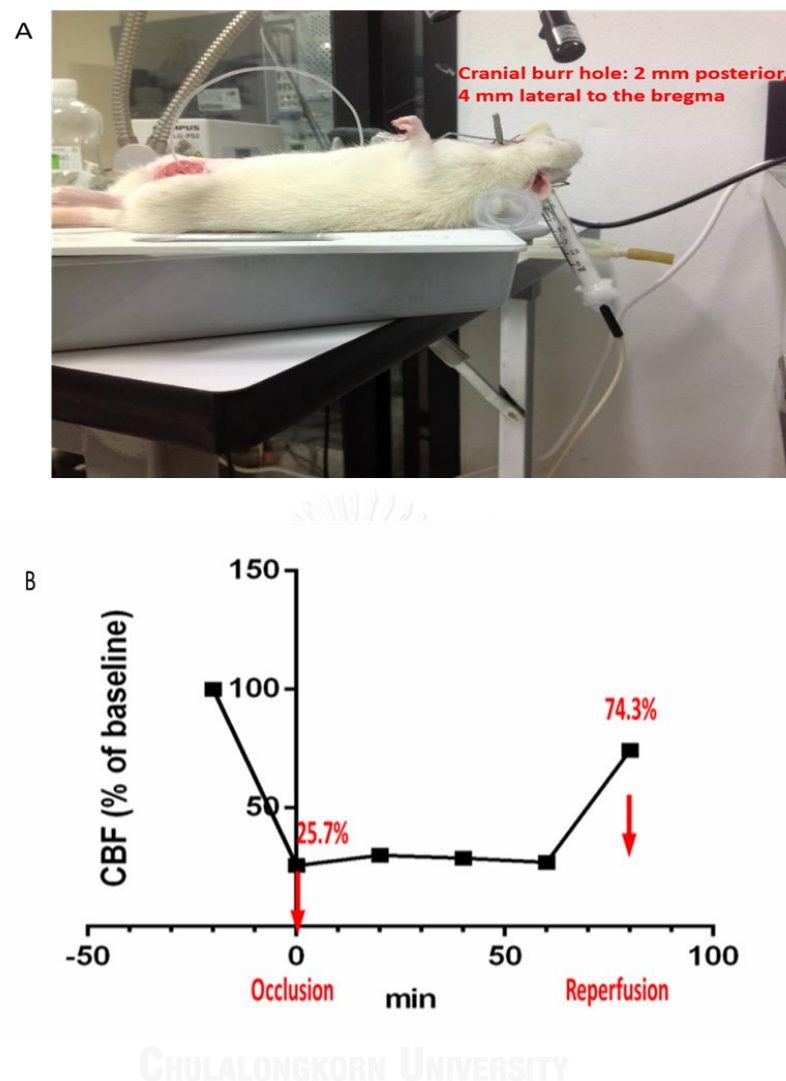 A
Cranial burr hole: 2 mm posterior,
4 mm lateral to the bregma
B
CBF (% of baseline)
150
100
50
74.3%
25.7%
-50
0
50
100
Occlusion
min
Reperfusion
CHULALONGKORN UNIVERSITY